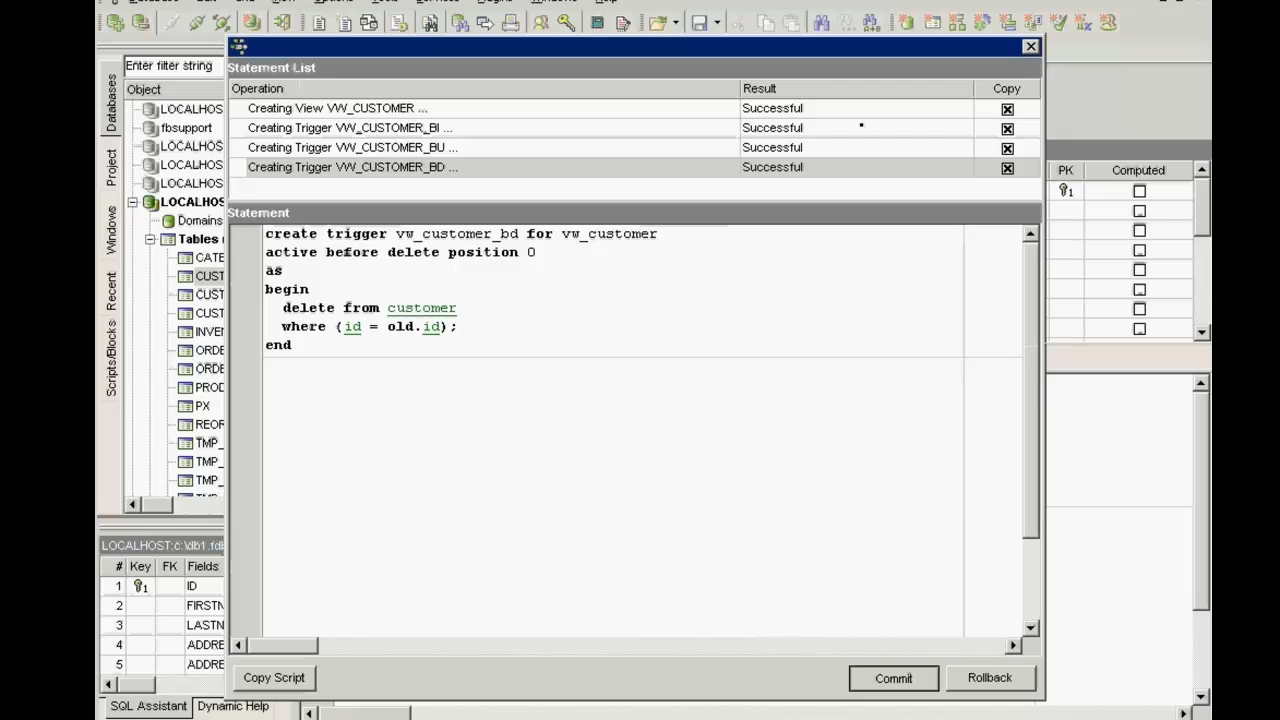 Enter filter string
Object
LOCALHOS
fbsupport
LOCALHOS
LOCALHOS
LOCALHOS
LOCALHOS
Domains
Tables
CATE
CUST
CUST
CUST
INVEN
ORDE
ORDE
PROD
PX
REOR
TMP_
TMP_
TMP_
Databases
Project
Windows
Recent
Scripts/Blocks
Statement List
Operation Result Copy
Creating View VW_CUSTOMER ... Successful
Creating Trigger VW_CUSTOMER_BI ... Successful
Creating Trigger VW_CUSTOMER_BU ... Successful
Creating Trigger VW_CUSTOMER_BD ... Successful
Statement
create trigger vw_customer_bd for vw_customer
active before delete position 0
as
begin
delete from customer
where (id = old.id);
end
Copy Script Commit Rollback
PK Computed
1
LOCALHOST:c:\db1.fd
# Key FK Fields
1 1 ID
2 FIRSTN
3 LASTN
4 ADDRE
5 ADDRE
SQL Assistant Dynamic Help